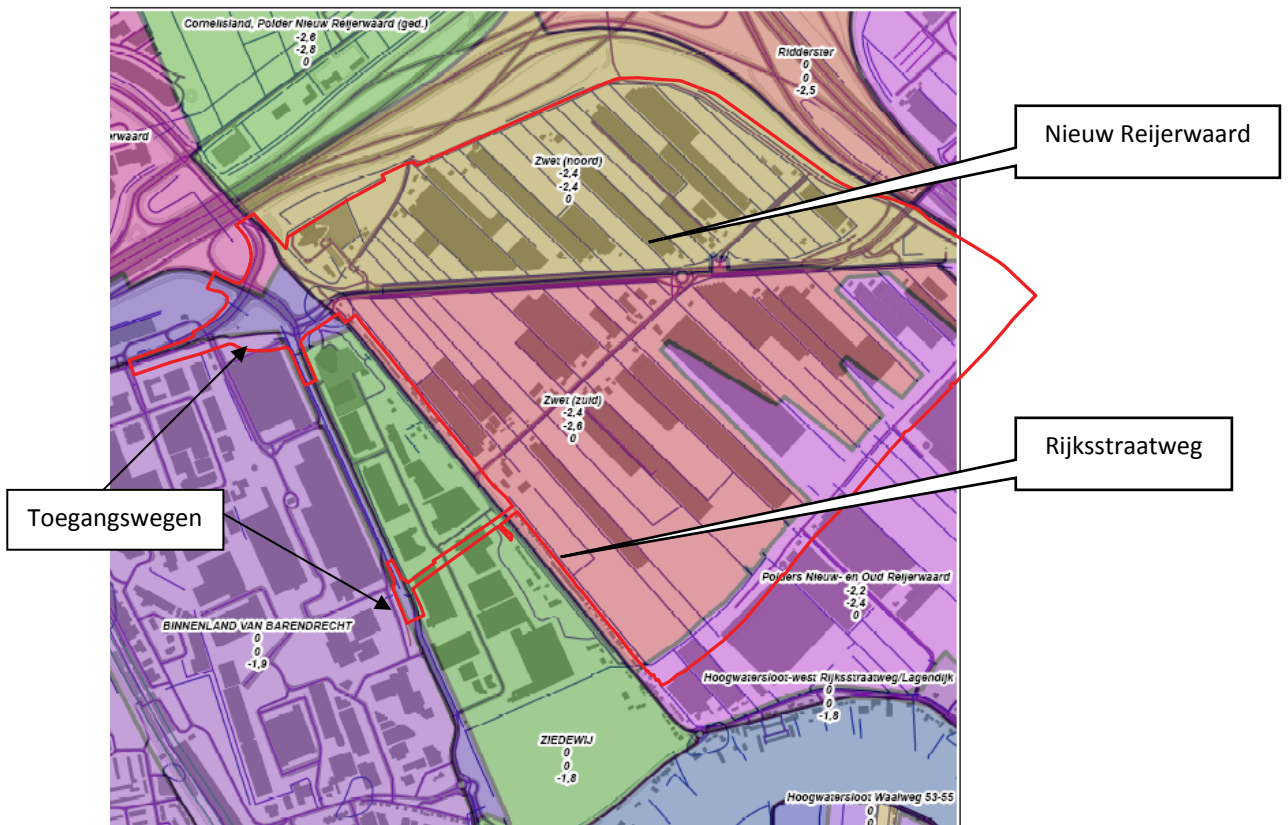 Cornelisland, Polder Nieuw Reijerwaard (ged.)
-2,6
-2,8
0
Ridderster
0
0
-2,5
Nieuw Reijerwaard
Zwet (noord)
-2,4
-2,4
0
Zwet (zuid)
-2,4
-2,6
0
Rijksstraatweg
Toegangswegen
Polders Nieuw- en Oud Reijerwaard
-2,2
-2,4
0
BINNENLAND VAN BARENDRECHT
0
0
-1,9
Hoogwatersloot-west Rijksstraatweg/Lagendijk
0
0
-1,8
ZIEDEWIJ
0
0
-1,8
Hoogwatersloot Waalweg 53-55
0
0